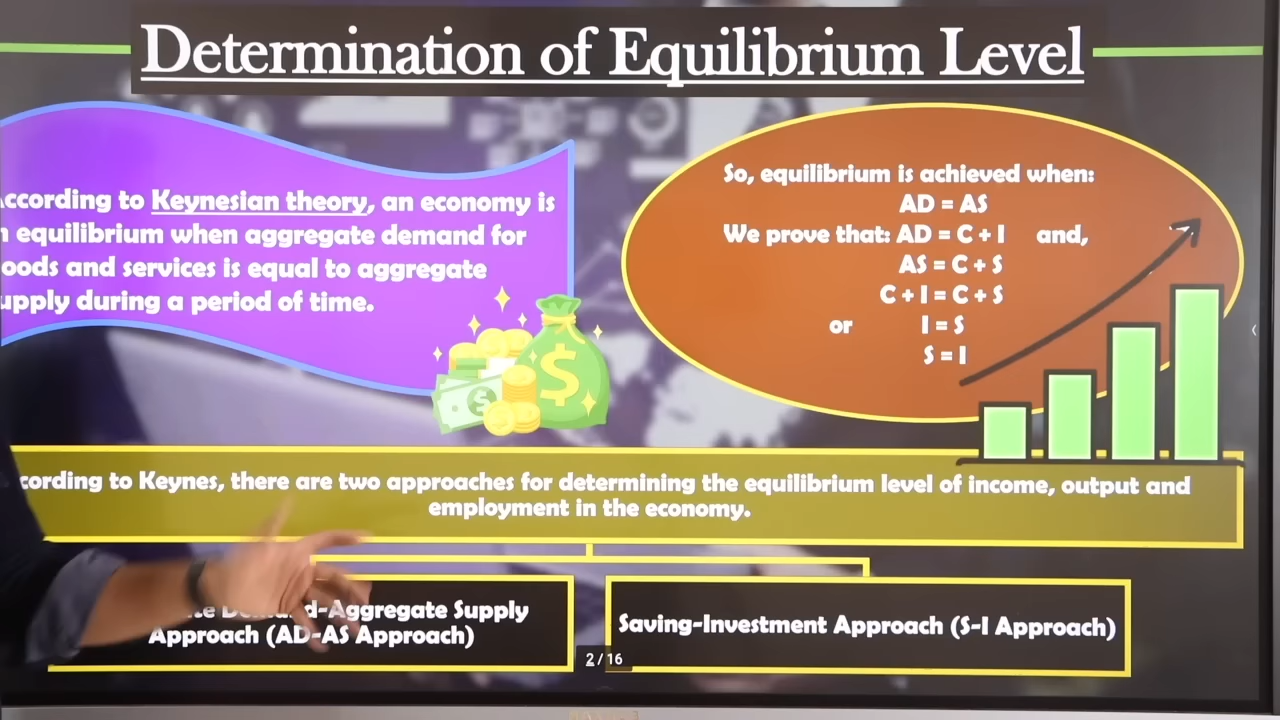 Determination of Equilibrium Level
ccording to Keynesian theory, an economy is
n equilibrium when aggregate demand for
oods and services is equal to aggregate
upply during a period of time.
So, equilibrium is achieved when:
AD = AS
We prove that: AD = C + I and,
AS = C + S
C + I = C + S
or I = S
S = I
cording to Keynes, there are two approaches for determining the equilibrium level of income, output and
employment in the economy.
d-Aggregate Supply
Approach (AD-AS Approach)
Saving-Investment Approach (S-I Approach)
2 / 16